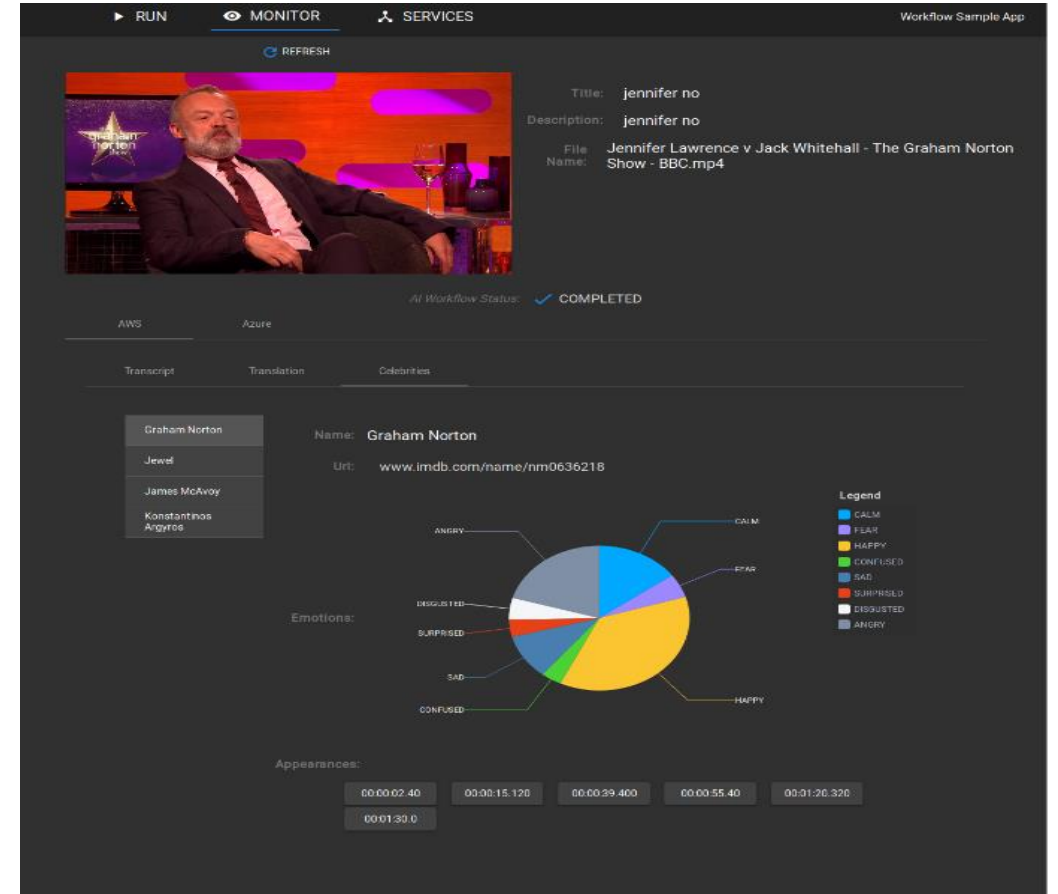 RUN
MONITOR
SERVICES
Workflow Sample App
REFRESH
the
graham
norton
show
Title: jennifer no
Description: jennifer no
File Name: Jennifer Lawrence v Jack Whitehall - The Graham Norton
Show - BBC.mp4
AI Workflow Status: COMPLETED
AWS
Azure
Transcript
Translation
Celebrities
Graham Norton
Jewel
James McAvoy
Konstantinos
Argyros
Name: Graham Norton
Url: www.imdb.com/name/nm0636218
Emotions:
ANGRY
CALM
FEAR
DISGUSTED
SURPRISED
SAD
CONFUSED
HAPPY
Legend
CALM
FEAR
HAPPY
CONFUSED
SAD
SURPRISED
DISGUSTED
ANGRY
Appearances:
00:00:02.40
00:00:15.120
00:00:39.400
00:00:55.40
00:01:20.320
00:01:30.0